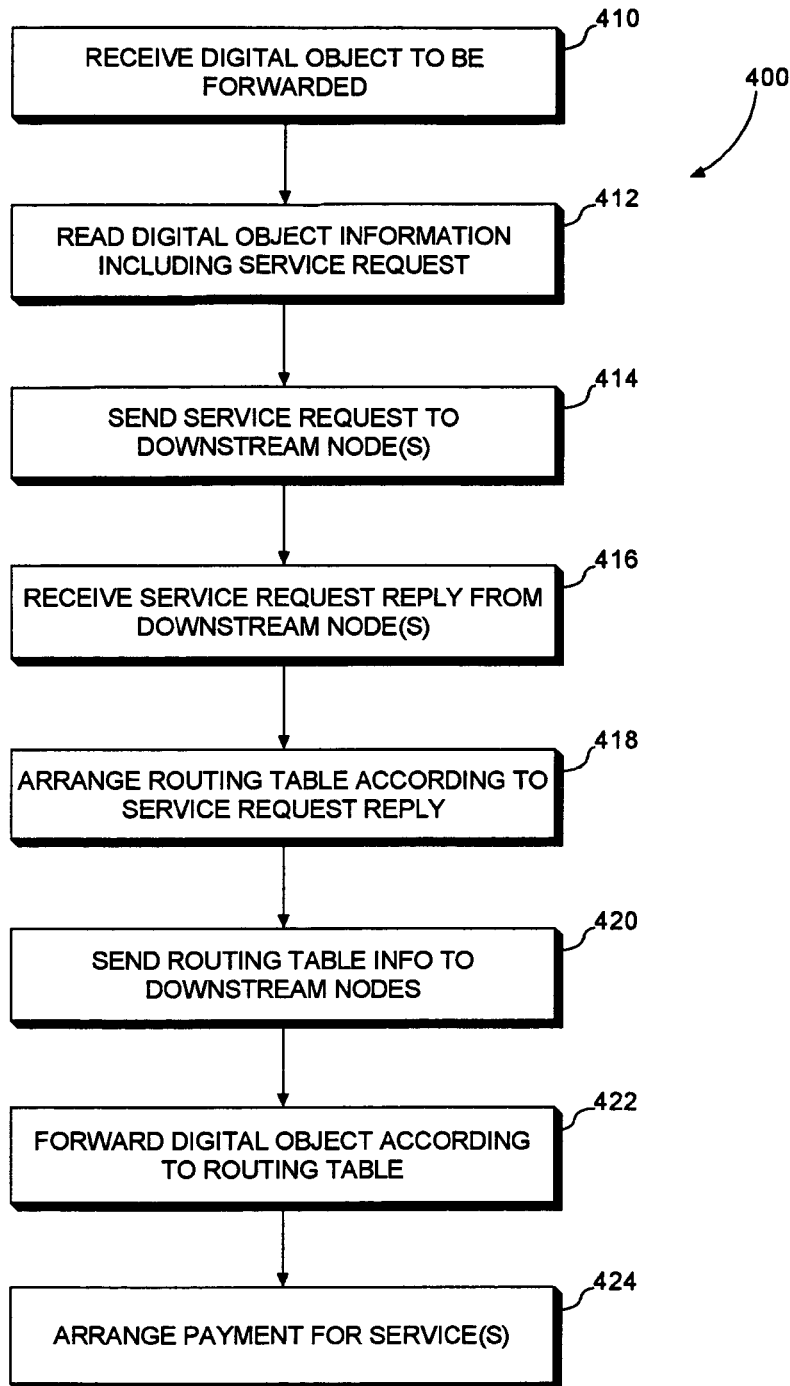 410
RECEIVE DIGITAL OBJECT TO BE
FORWARDED
400
412
READ DIGITAL OBJECT INFORMATION
INCLUDING SERVICE REQUEST
414
SEND SERVICE REQUEST TO
DOWNSTREAM NODE(S)
416
RECEIVE SERVICE REQUEST REPLY FROM
DOWNSTREAM NODE(S)
418
ARRANGE ROUTING TABLE ACCORDING TO
SERVICE REQUEST REPLY
420
SEND ROUTING TABLE INFO TO
DOWNSTREAM NODES
422
FORWARD DIGITAL OBJECT ACCORDING
TO ROUTING TABLE
424
ARRANGE PAYMENT FOR SERVICE(S)